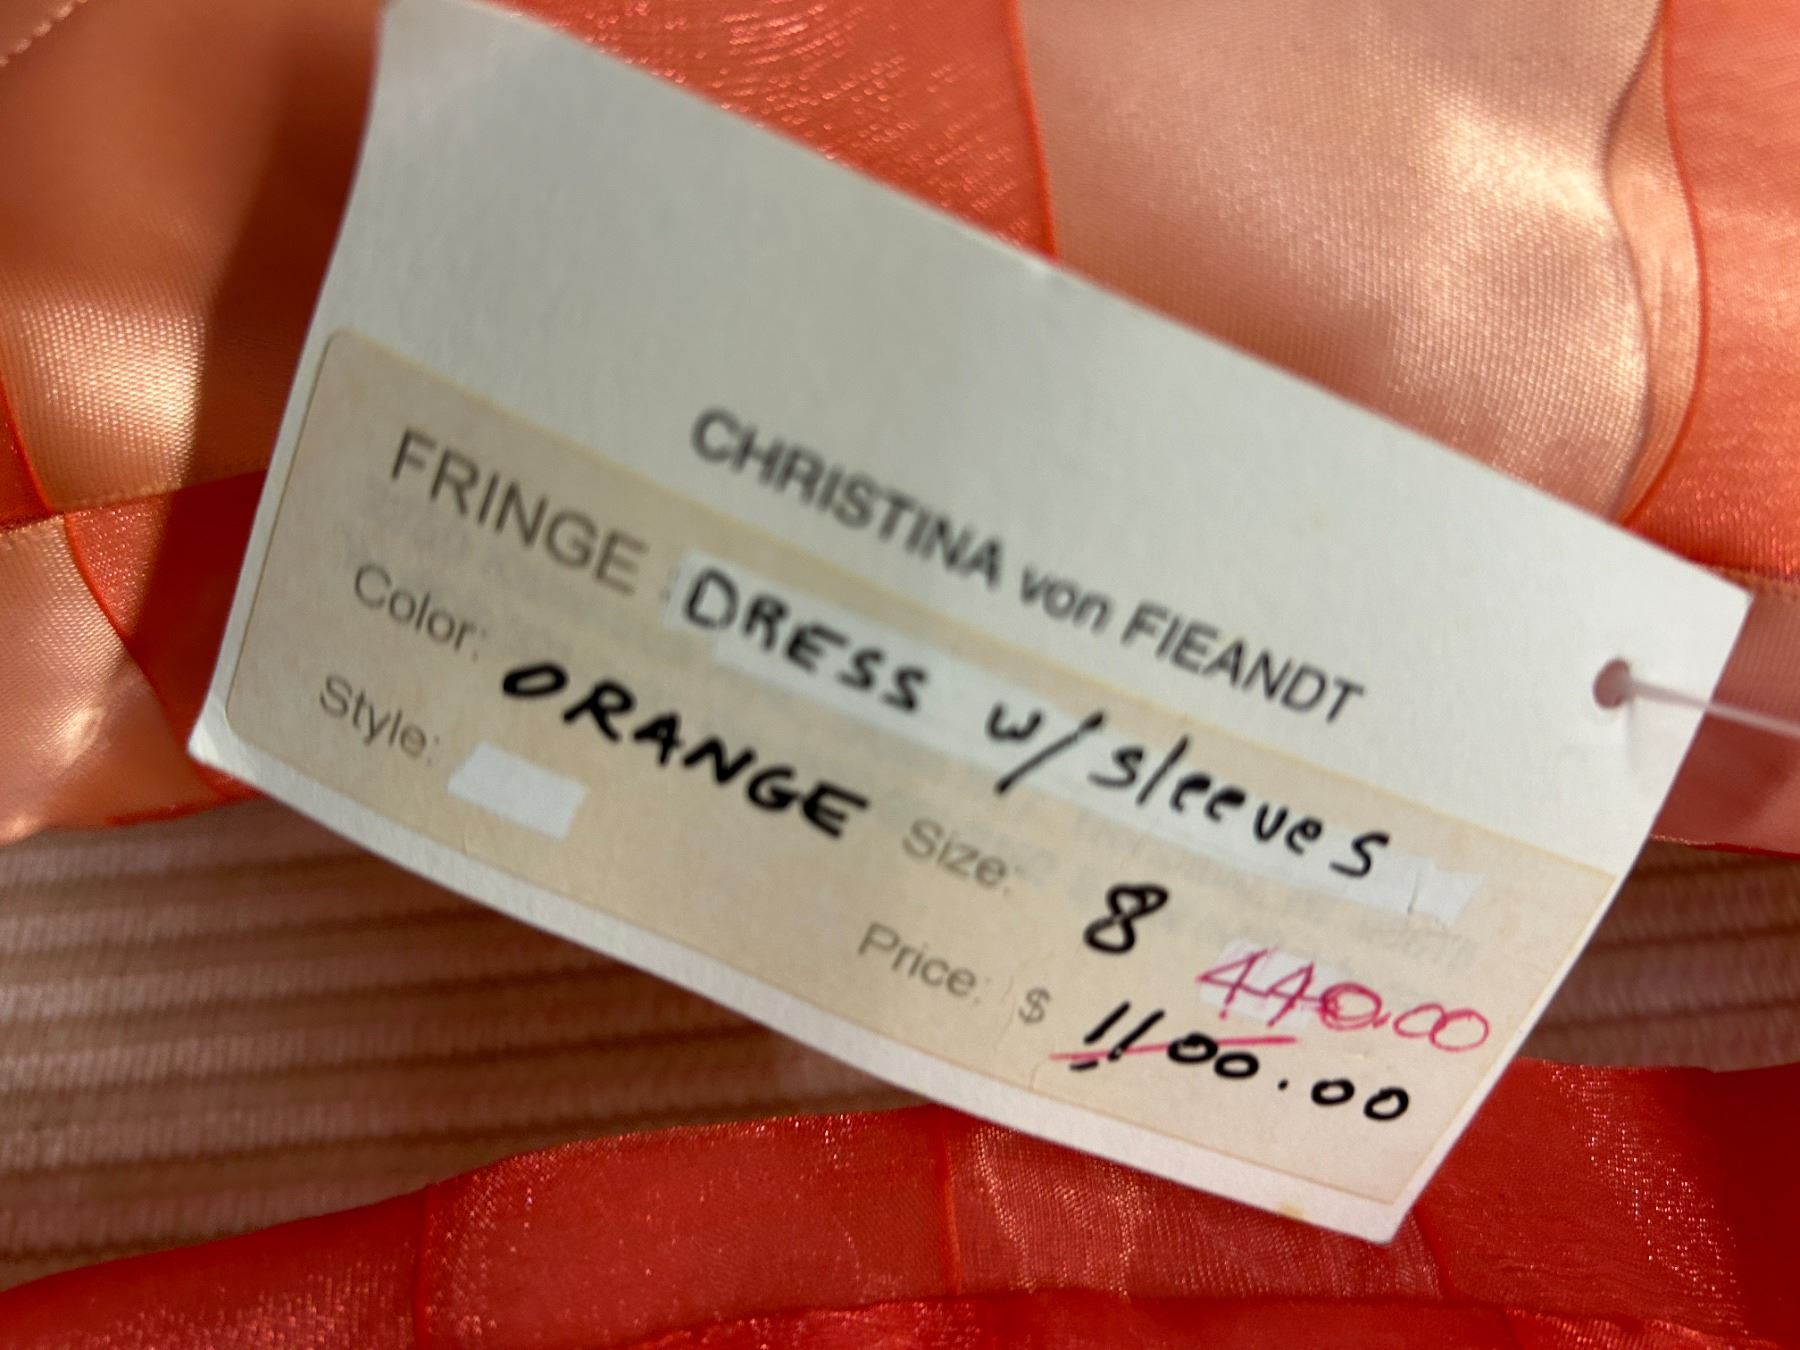 CHRISTINA von FIEANDT
FRINGE DRESS w/sleeves
Color: ORANGE Size: 8
Style:
440.00
Price: $ 1100.00